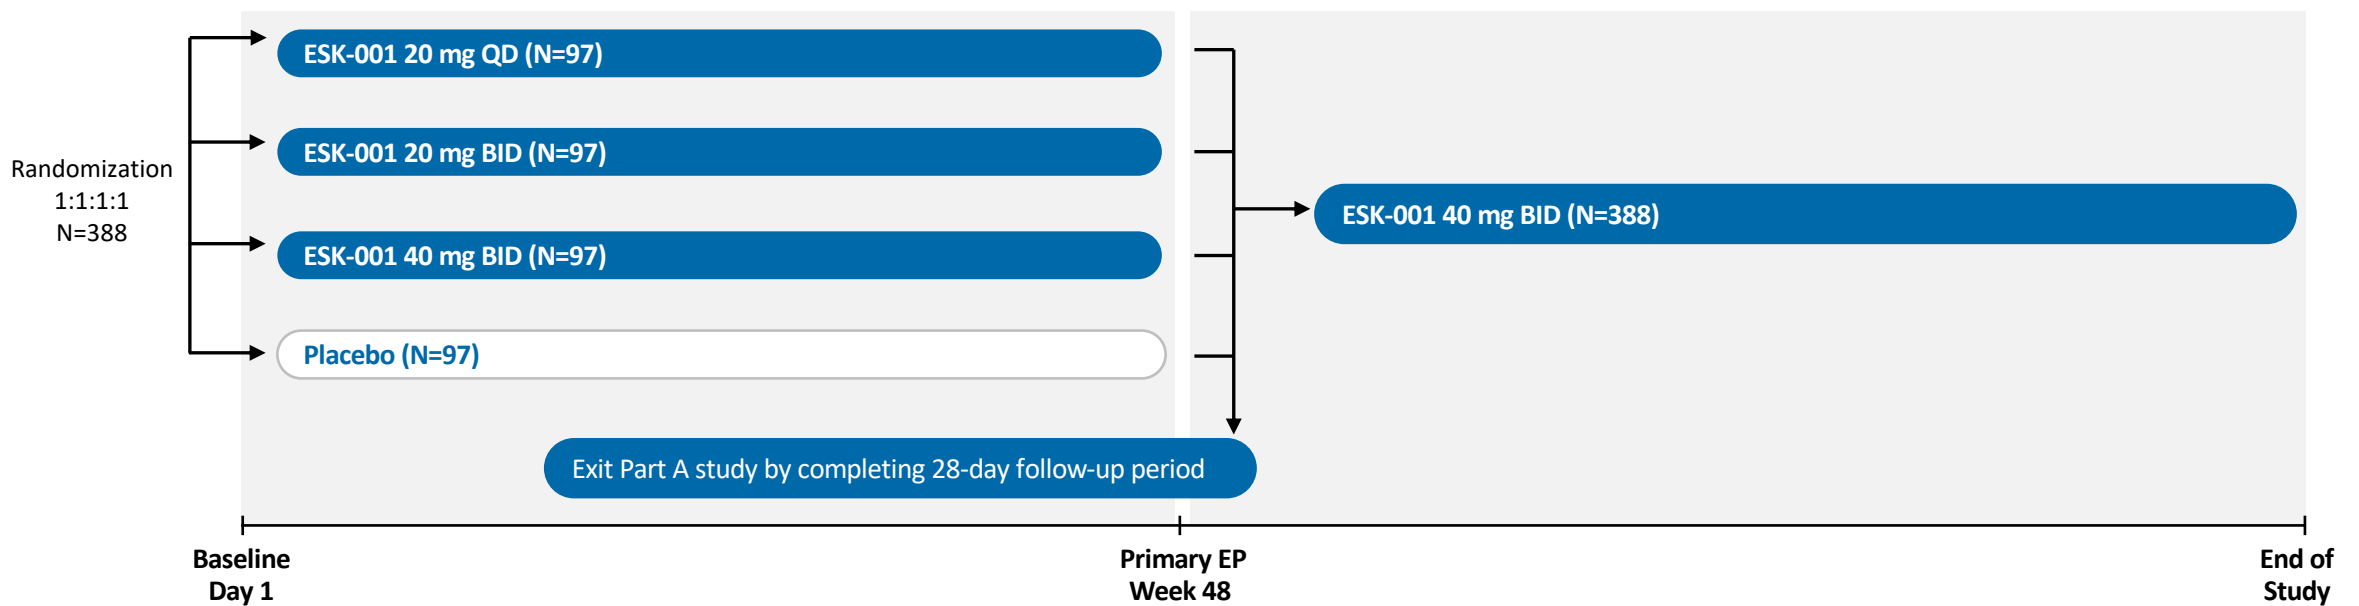 Randomization
1:1:1:1
N=388
ESK-001 20 mg QD (N=97)
ESK-001 20 mg BID (N=97)
ESK-001 40 mg BID (N=97)
Placebo (N=97)
ESK-001 40 mg BID (N=388)
Exit Part A study by completing 28-day follow-up period
Baseline
Day 1
Primary EP
Week 48
End of
Study